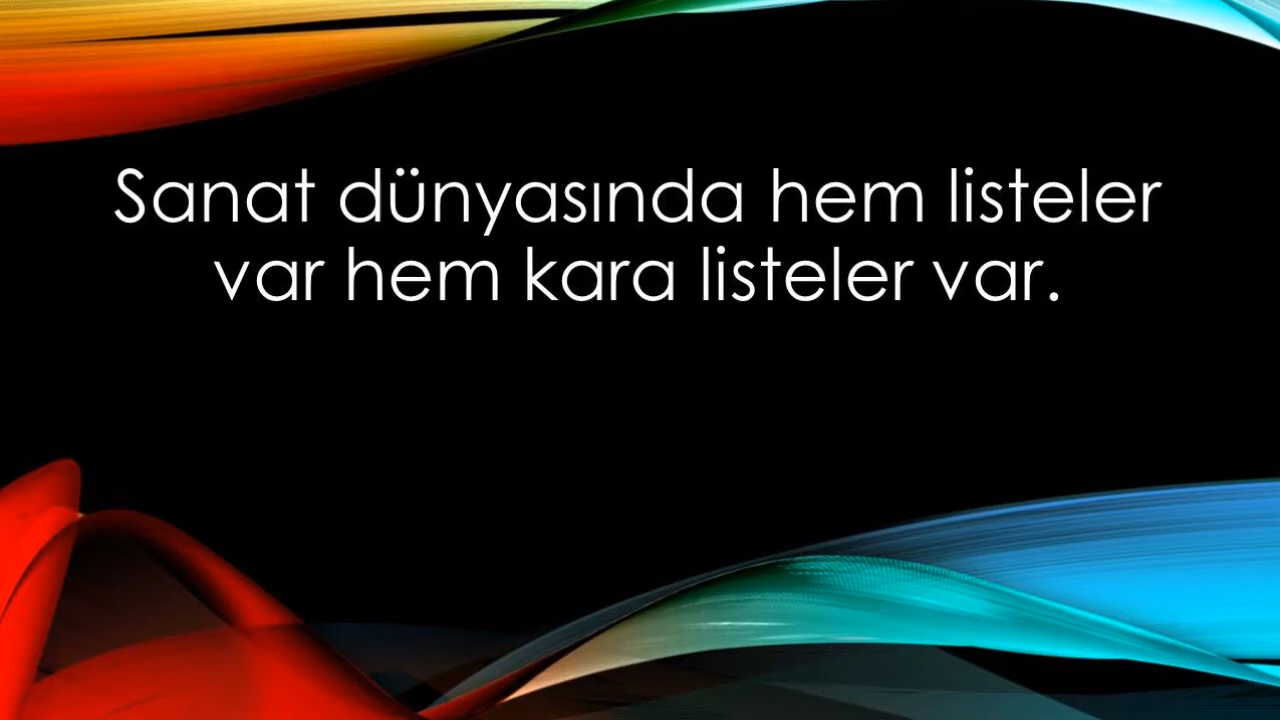 Sanat dünyasında hem listeler
var hem kara listeler var.